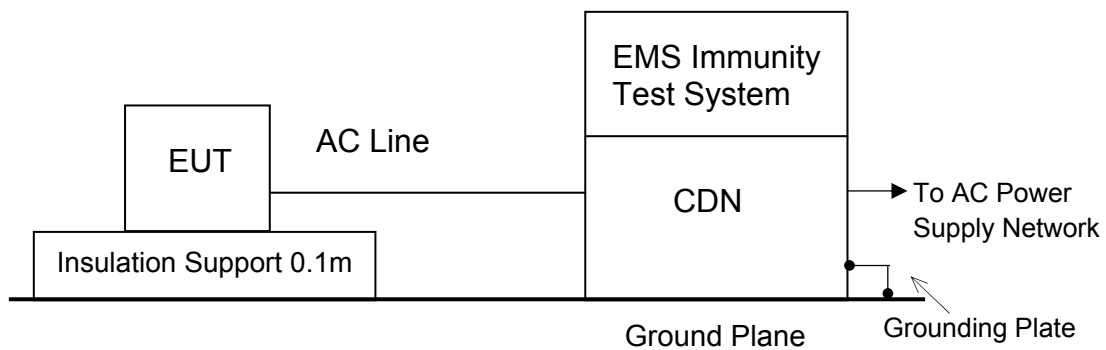 EMS Immunity
Test System
EUT
AC Line
CDN
To AC Power
Supply Network
Insulation Support 0.1m
Ground Plane
Grounding Plate